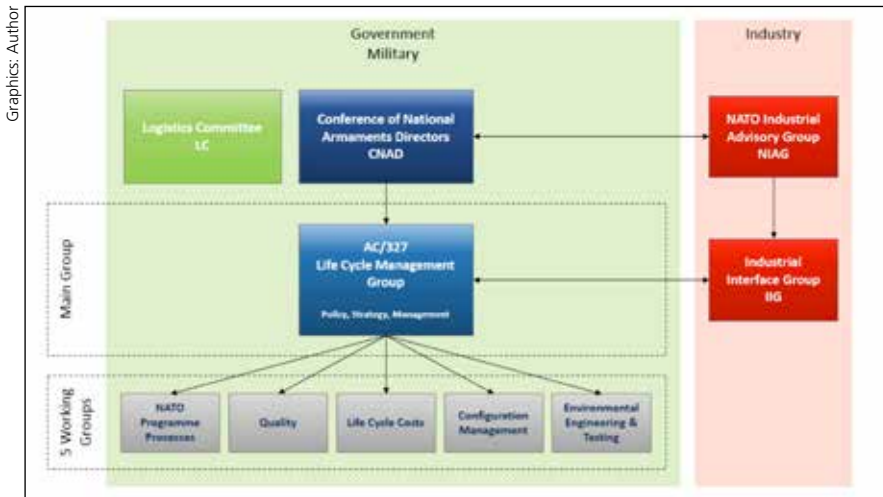 Graphics: Author
Government
Military
Industry
Logistics Committee
LC
Conference of National
Armaments Directors
CNAD
NATO Industrial
Advisory Group
NIAG
Main Group
AC/327
Life Cycle Management
Group
Policy, Strategy, Management
Industrial
Interface Group
IIG
5 Working
Groups
NATO
Programme
Processes
Quality
Life Cycle Costs
Configuration
Management
Environmental
Engineering &
Testing